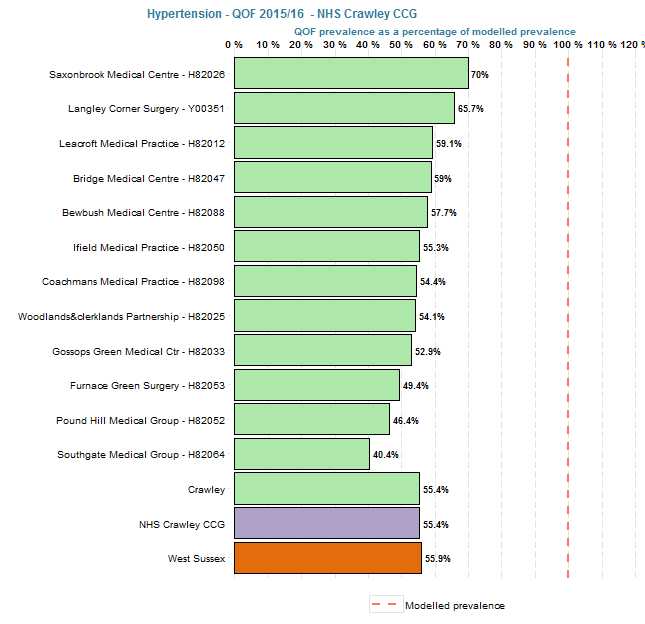 Hypertension - QOF 2015/16 - NHS Crawley CCG
QOF prevalence as a percentage of modelled prevalence
0 % 10 % 20 % 30 % 40 % 50 % 60 % 70 % 80 % 90 % 100 % 110 % 120 %
Saxonbrook Medical Centre - H82026 70%
Langley Corner Surgery - Y00351 65.7%
Leacroft Medical Practice - H82012 59.1%
Bridge Medical Centre - H82047 59%
Bewbush Medical Centre - H82088 57.7%
Ifield Medical Practice - H82050 55.3%
Coachmans Medical Practice - H82098 54.4%
Woodlands&clerklands Partnership - H82025 54.1%
Gossops Green Medical Ctr - H82033 52.9%
Furnace Green Surgery - H82053 49.4%
Pound Hill Medical Group - H82052 46.4%
Southgate Medical Group - H82064 40.4%
Crawley 55.4%
NHS Crawley CCG 55.4%
West Sussex 55.9%
Modelled prevalence